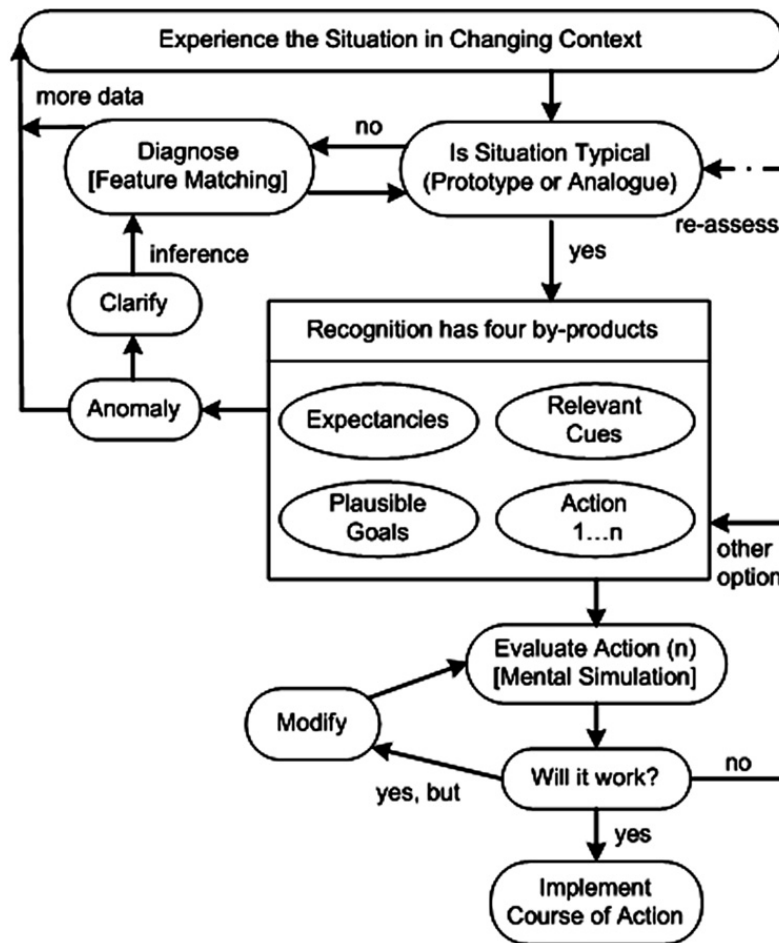 Experience the Situation in Changing Context
more data
no
Diagnose
[Feature Matching]
Is Situation Typical
(Prototype or Analogue)
re-assess
inference
yes
Clarify
Recognition has four by-products
Anomaly
Expectancies
Relevant
Cues
Plausible
Goals
Action
1...n
other
option
Evaluate Action (n)
[Mental Simulation]
Modify
Will it work?
no
yes, but
yes
Implement
Course of Action